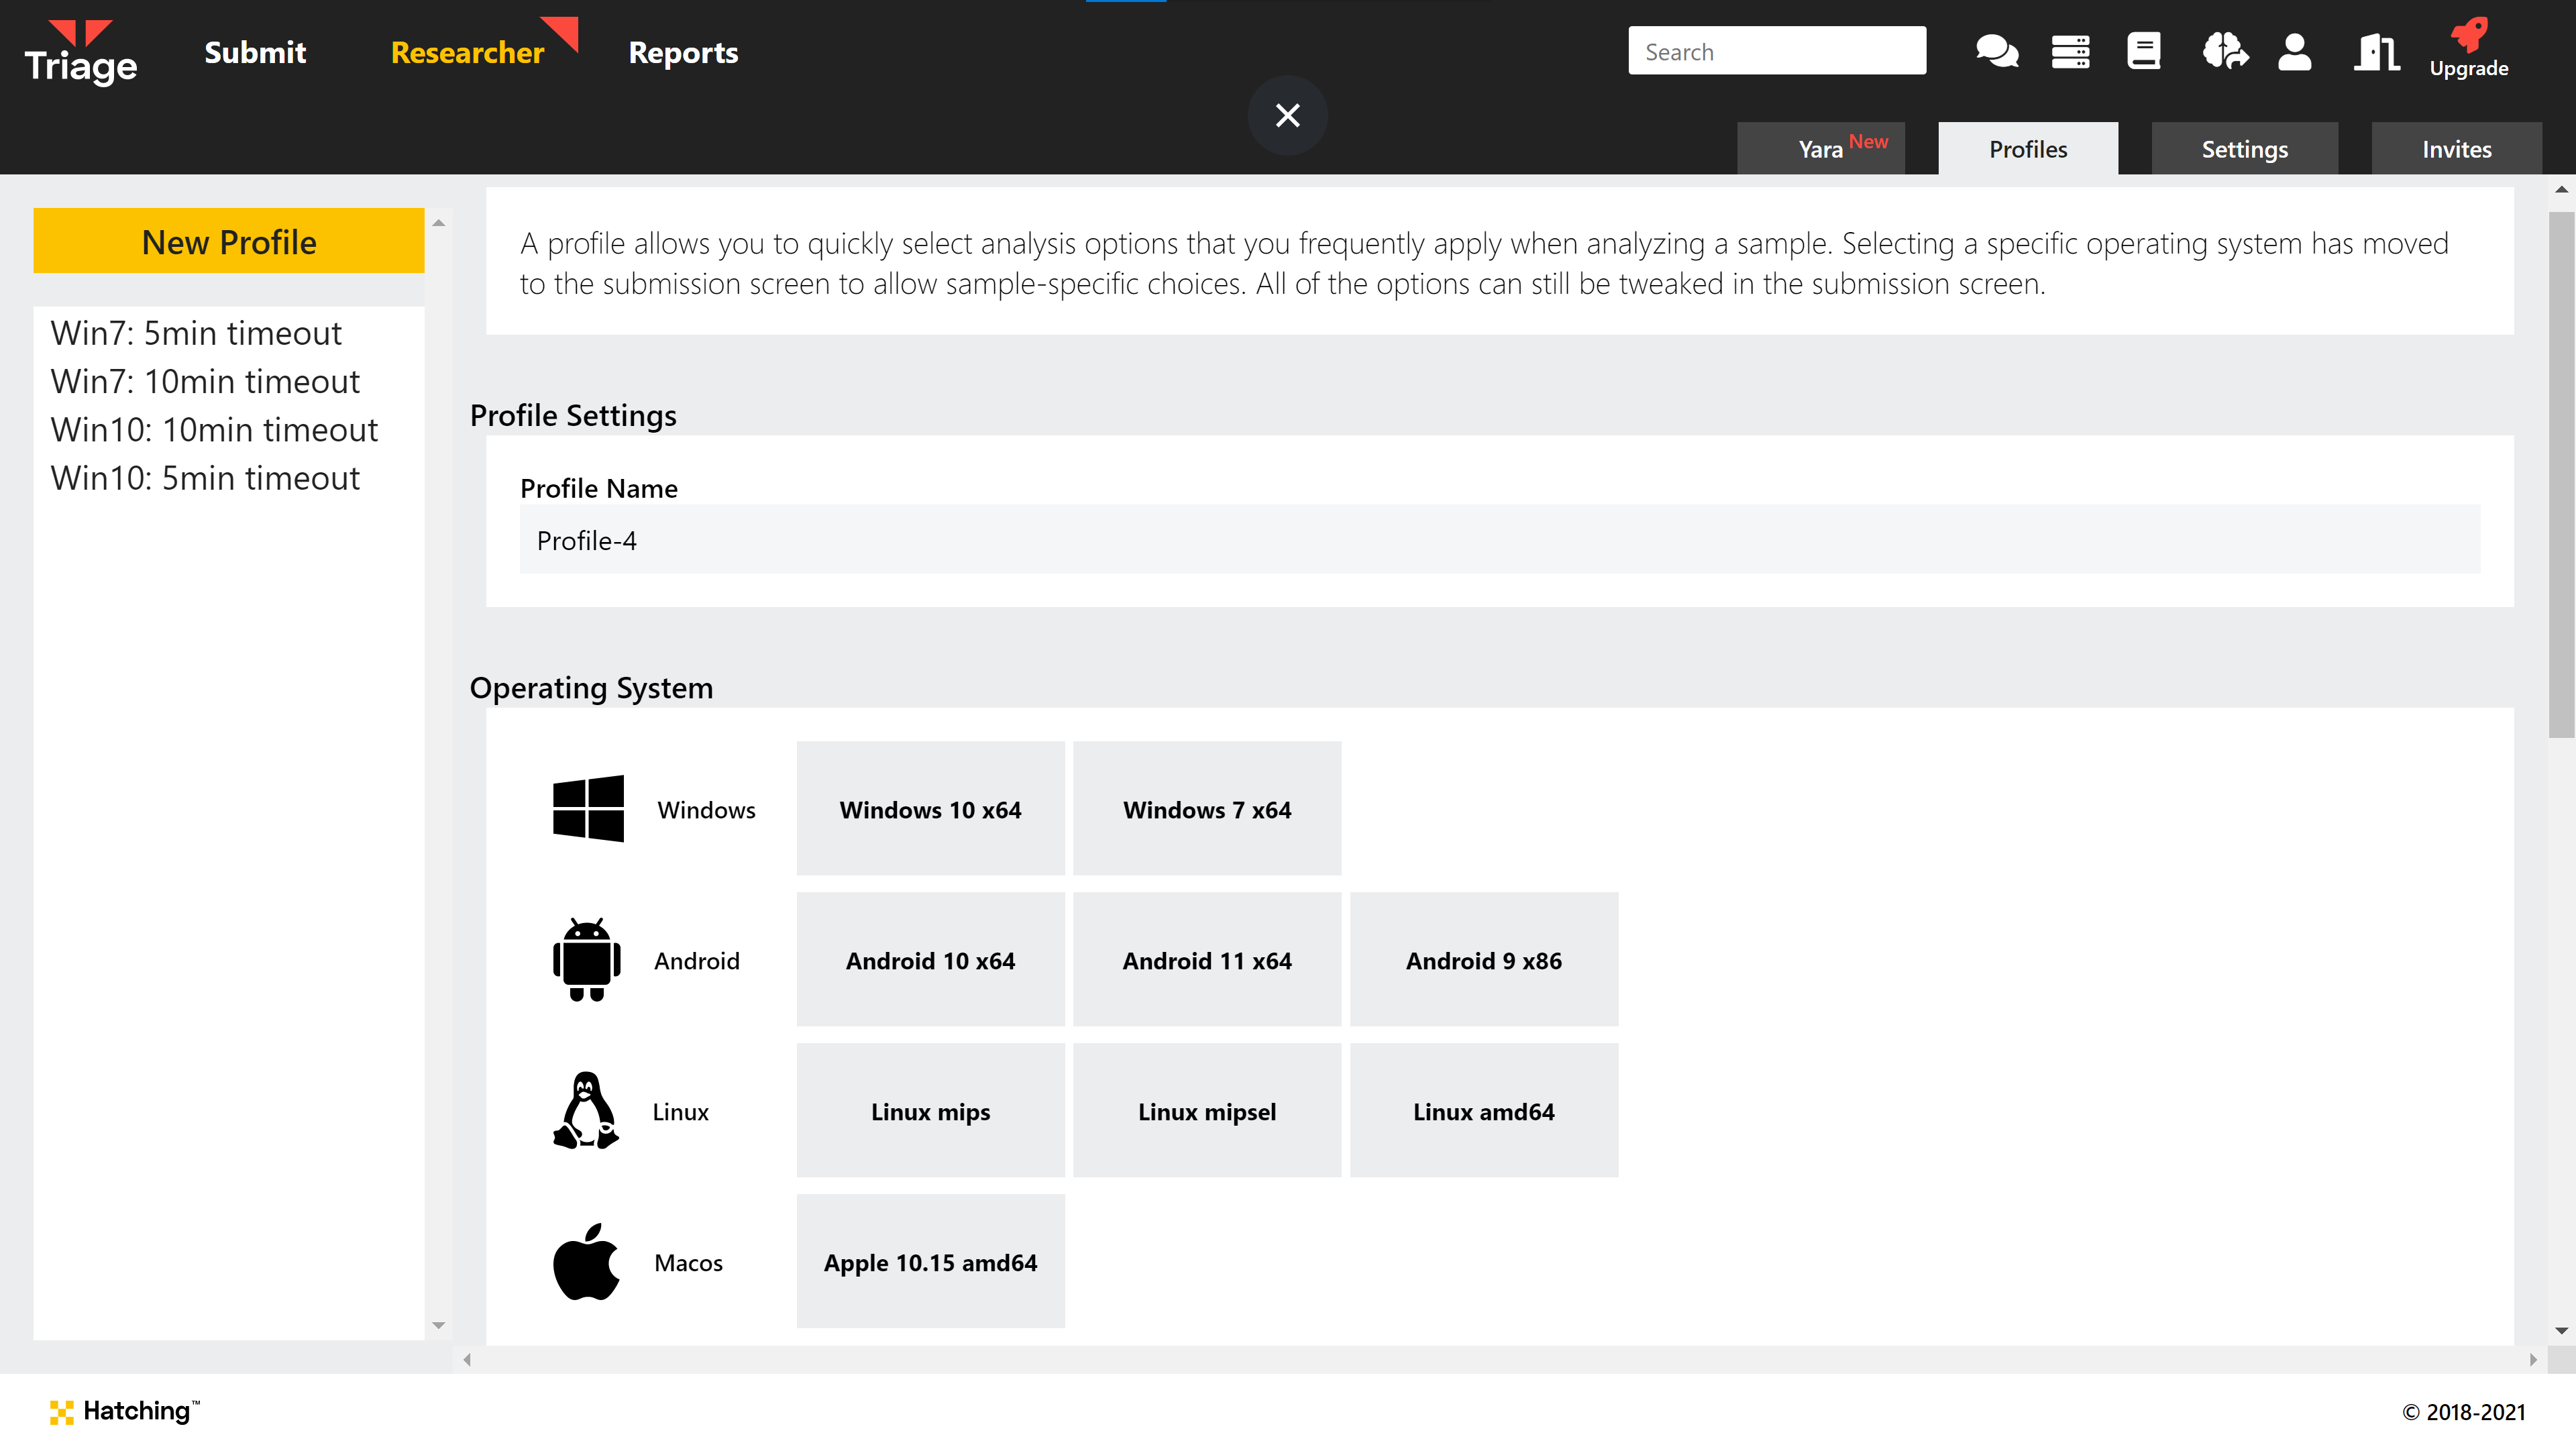 Triage
Submit
Researcher
Reports
Search
Upgrade
Yara New
Profiles
Settings
Invites
New Profile
Win7: 5min timeout
Win7: 10min timeout
Win10: 10min timeout
Win10: 5min timeout
A profile allows you to quickly select analysis options that you frequently apply when analyzing a sample. Selecting a specific operating system has moved
to the submission screen to allow sample-specific choices. All of the options can still be tweaked in the submission screen.
Profile Settings
Profile Name
Profile-4
Operating System
Windows
Windows 10 x64
Windows 7 x64
Android
Android 10 x64
Android 11 x64
Android 9 x86
Linux
Linux mips
Linux mipsel
Linux amd64
Macos
Apple 10.15 amd64
Hatching™
© 2018-2021